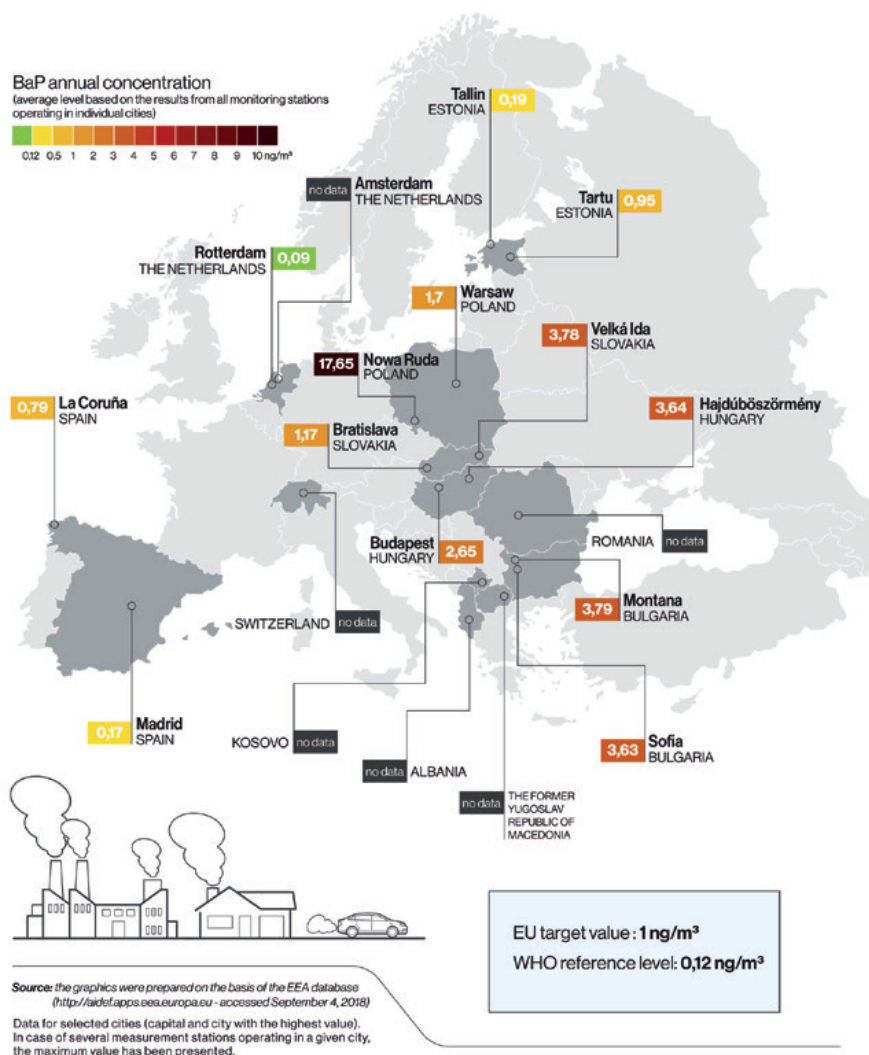 BaP annual concentration
(average level based on the results from all monitoring stations
operating in individual cities)
0,12 0,5 1 2 3 4 5 6 7 8 9 10 ng/m³
Tallin
ESTONIA
0,19
no data
Amsterdam
THE NETHERLANDS
Tartu
ESTONIA
0,95
Rotterdam
THE NETHERLANDS
0,09
1,7
Warsaw
POLAND
3,78
Velká Ida
SLOVAKIA
17,65
Nowa Ruda
POLAND
0,79
La Coruña
SPAIN
3,64
Hajdúböszörmény
HUNGARY
1,17
Bratislava
SLOVAKIA
Budapest
HUNGARY
2,65
ROMANIA
no data
SWITZERLAND
no data
3,79
Montana
BULGARIA
0,17
Madrid
SPAIN
KOSOVO
no data
no data
ALBANIA
3,63
Sofia
BULGARIA
no data
THE FORMER
YUGOSLAV
REPUBLIC OF
MACEDONIA
EU target value : 1 ng/m³
WHO reference level: 0,12 ng/m³
Source: the graphics were prepared on the basis of the EEA database
(http://aidef.apps.eea.europa.eu - accessed September 4, 2018)
Data for selected cities (capital and city with the highest value).
In case of several measurement stations operating in a given city,
the maximum value has been presented.